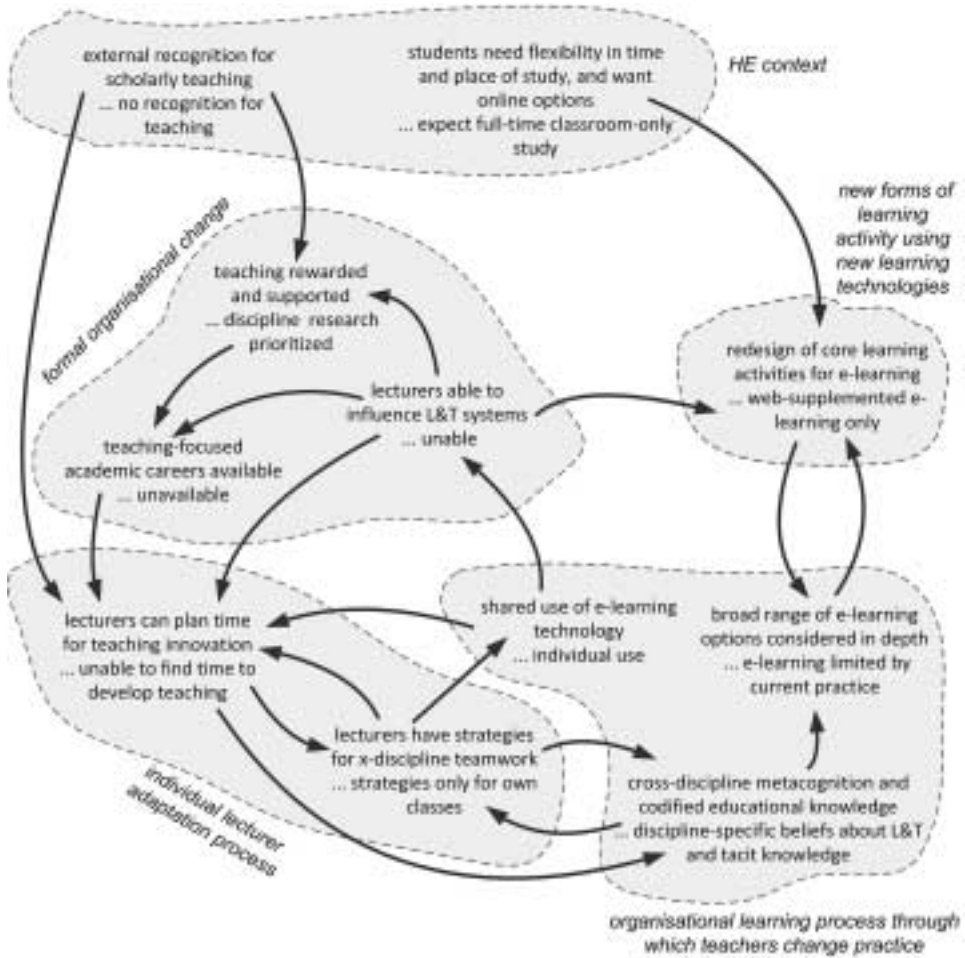 external recognition for
scholarly teaching
... no recognition for
teaching
students need flexibility in time
and place of study, and want
online options
... expect full-time classroom-only
study
HE context
new forms of
learning
activity using
new learning
technologies
formal organisational change
teaching rewarded
and supported
... discipline research
prioritized
redesign of core learning
activities for e-learning
... web-supplemented e-
learning only
lecturers able to
influence L&T systems
... unable
teaching-focused
academic careers available
... unavailable
lecturers can plan time
for teaching innovation
... unable to find time to
develop teaching
shared use of e-learning
technology
... individual use
broad range of e-learning
options considered in depth
... e-learning limited by
current practice
lecturers have strategies
for x-discipline teamwork
... strategies only for own
classes
cross-discipline metacognition and
codified educational knowledge
... discipline-specific beliefs about L&T
and tacit knowledge
individual lecturer
adaptation process
organisational learning process through
which teachers change practice